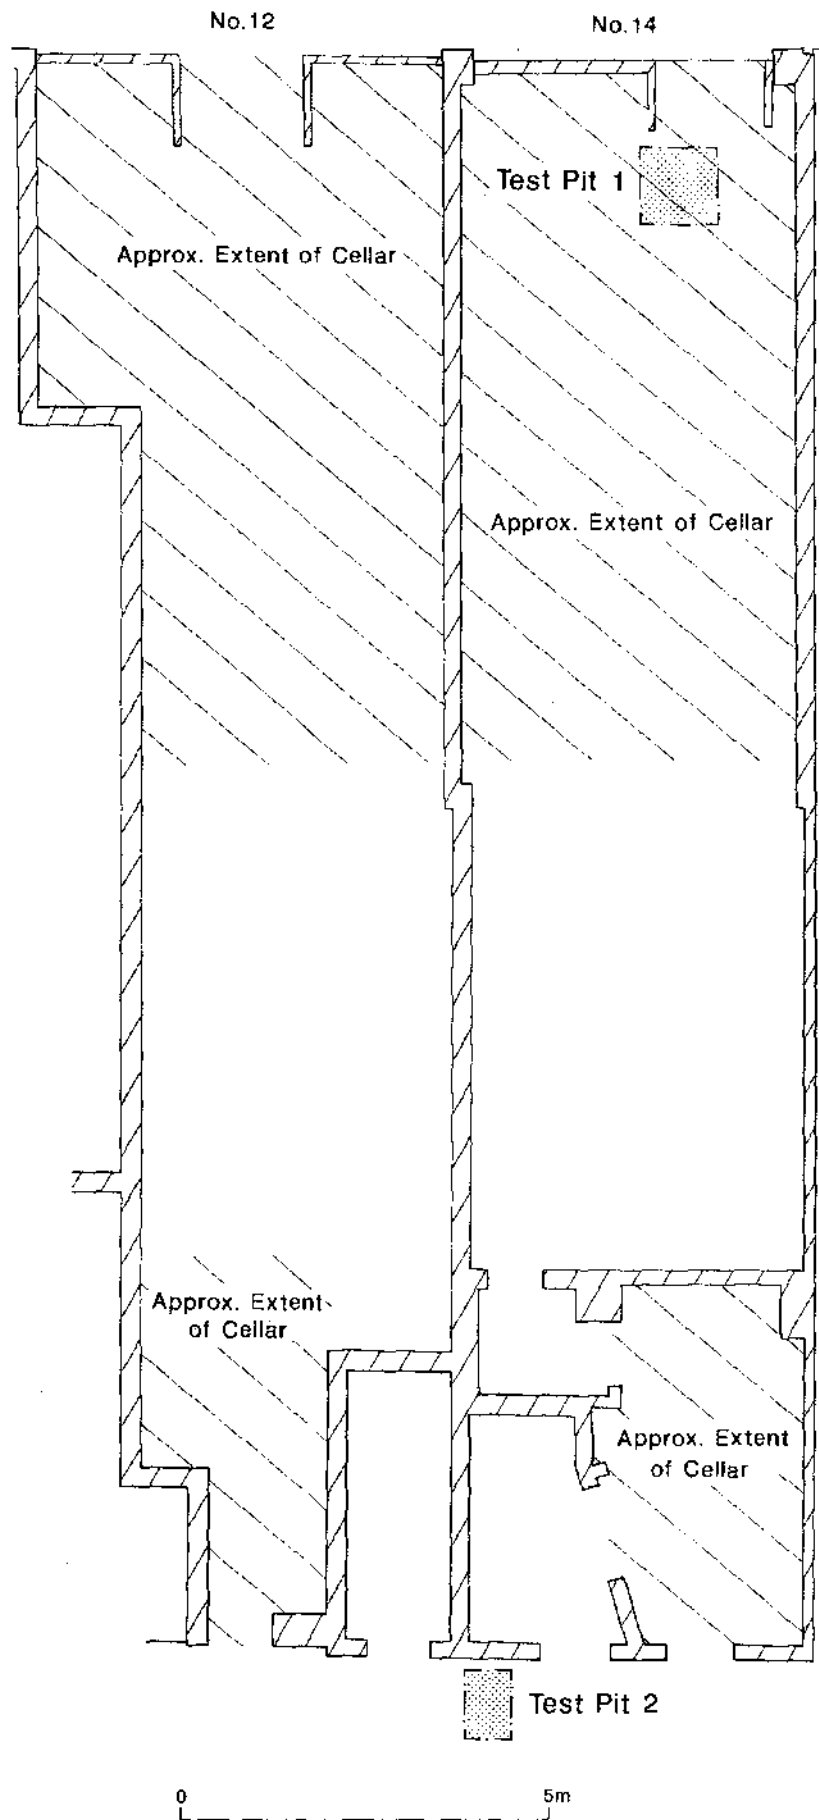 No.12
No.14
Test Pit 1
Approx. Extent of Cellar
Approx. Extent of Cellar
Approx. Extent
of Cellar
Approx. Extent
of Cellar
Test Pit 2
0
5m